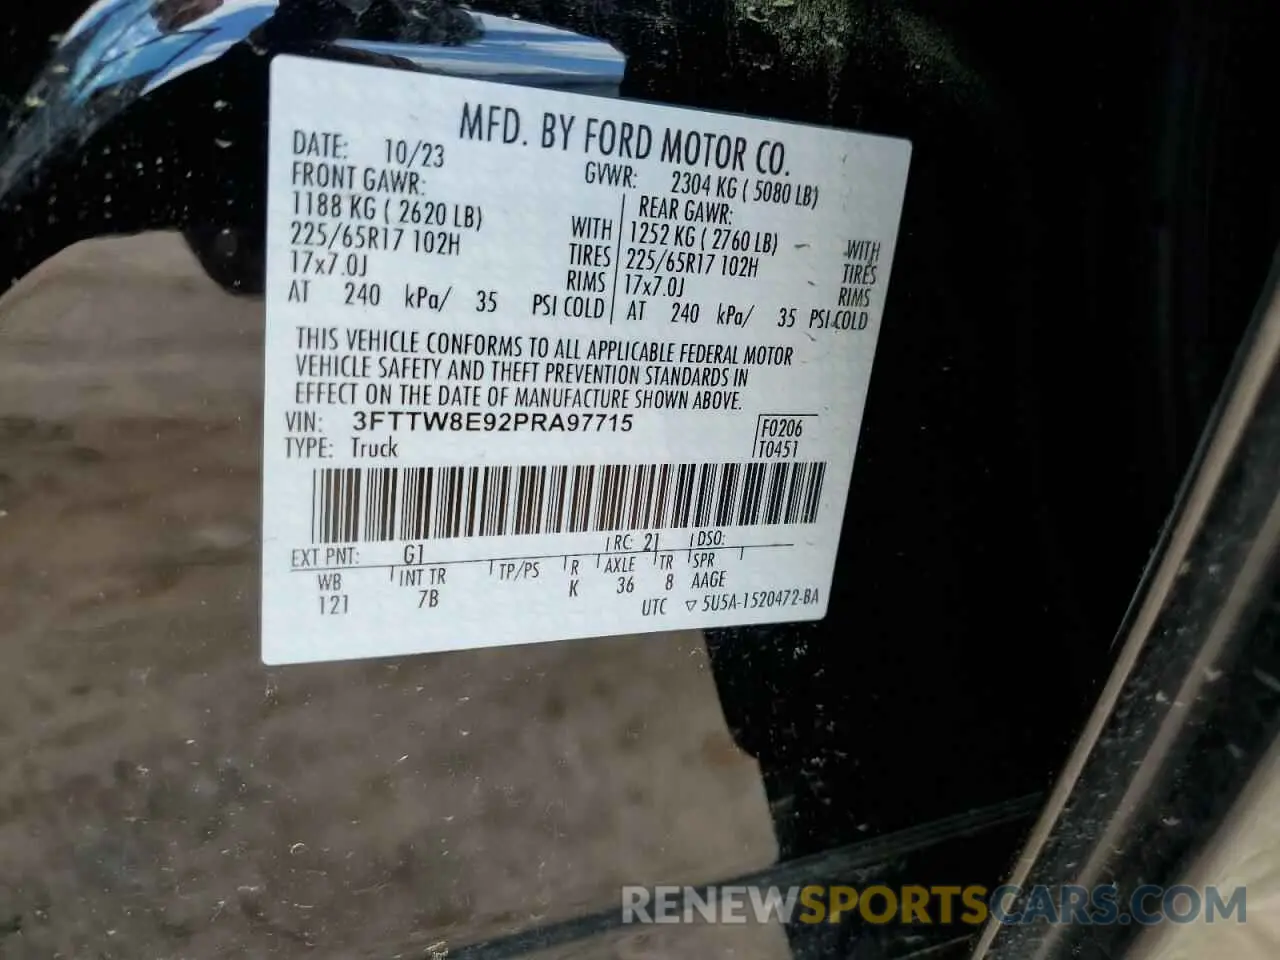 MFD. BY FORD MOTOR CO.
DATE: 10/23 GVWR: 2304 KG ( 5080 LB)
FRONT GAWR: REAR GAWR:
1188 KG ( 2620 LB) WITH 1252 KG ( 2760 LB) WITH
225/65R17 102H TIRES 225/65R17 102H TIRES
17x7.0J RIMS 17x7.0J RIMS
AT 240 kPa/ 35 PSI COLD AT 240 kPa/ 35 PSI COLD
THIS VEHICLE CONFORMS TO ALL APPLICABLE FEDERAL MOTOR
VEHICLE SAFETY AND THEFT PREVENTION STANDARDS IN
EFFECT ON THE DATE OF MANUFACTURE SHOWN ABOVE.
VIN: 3FTTW8E92PRA97715 F0206
TYPE: Truck T0451
EXT PNT: G1 RC: 21 DSO:
WB INT TR TP/PS R AXLE TR SPR
121 7B K 36 8 AAGE
UTC ▽ 5U5A-1520472-BA
RENEWSPORTSCARS.COM